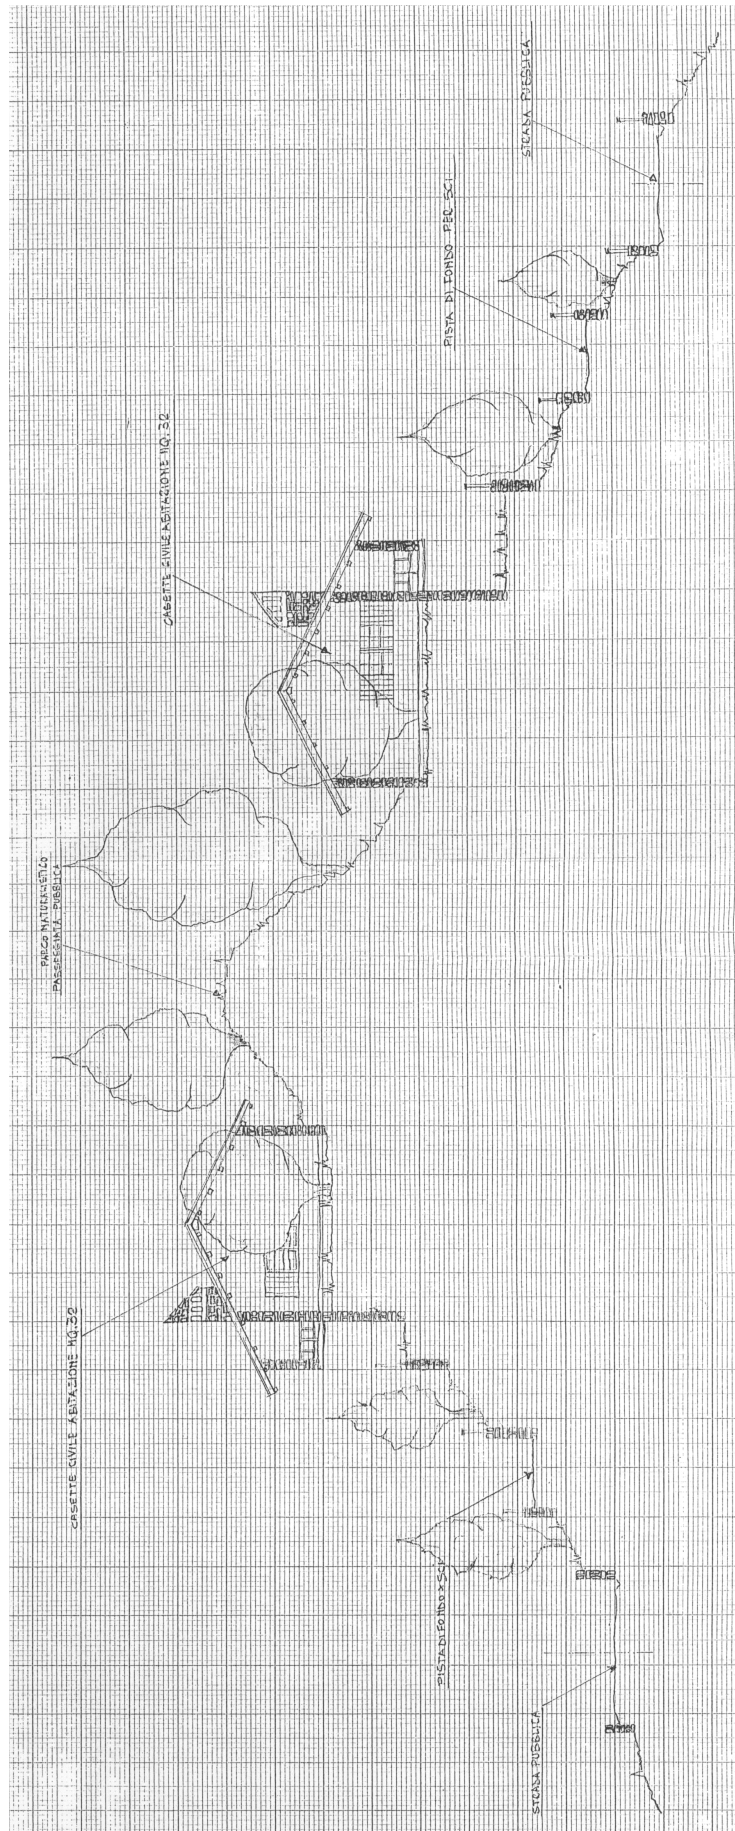 CASETTE CIVILE ABITAZIONE MQ.32
PISTA DI FONDO X SCI
STRADA PUBBLICA
PARCO NATURALISTICO
PASSEGGIATA PUBBLICA
CASETTE CIVILE ABITAZIONE MQ.32
PISTA DI FONDO PER SCI
STRADA PUBBLICA